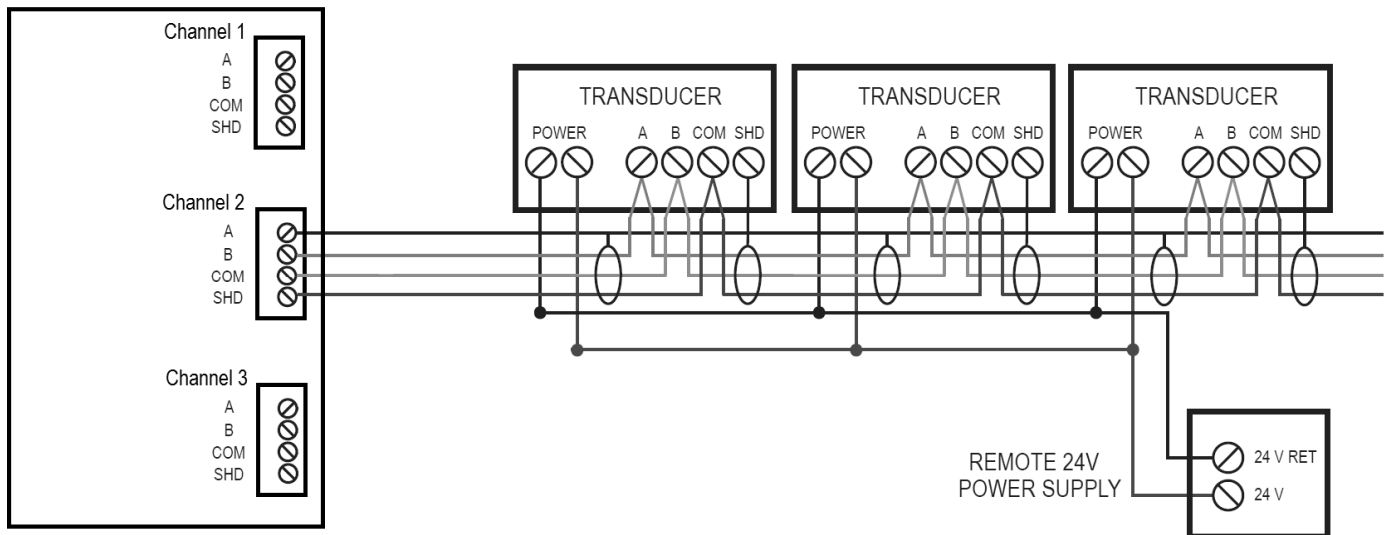 Channel 1
A
B
COM
SHD
Channel 2
A
B
COM
SHD
Channel 3
A
B
COM
SHD
TRANSDUCER
POWER A B COM SHD
TRANSDUCER
POWER A B COM SHD
TRANSDUCER
POWER A B COM SHD
REMOTE 24V
POWER SUPPLY
24 V RET
24 V